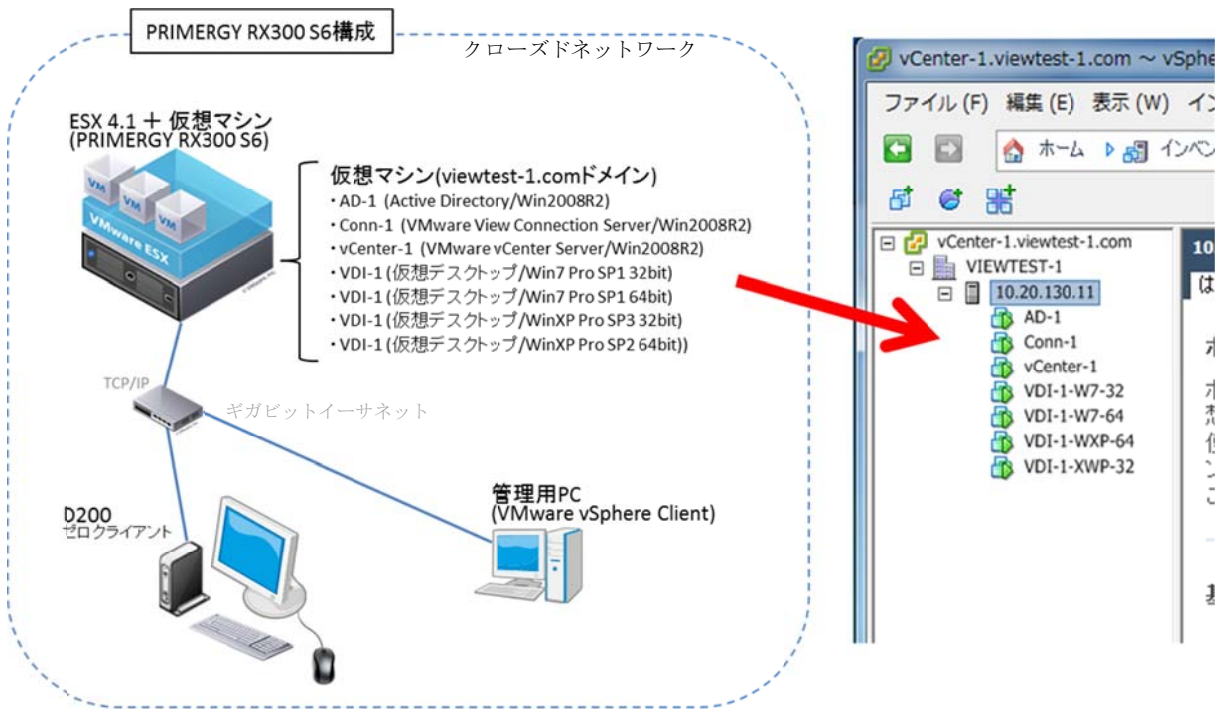 PRIMERGY RX300 S6構成
クローズドネットワーク
ESX 4.1 + 仮想マシン
(PRIMERGY RX300 S6)
VM
VM
VM
VMware ESX
仮想マシン(viewtest-1.comドメイン)
・AD-1 (Active Directory/Win2008R2)
・Conn-1 (VMware View Connection Server/Win2008R2)
・vCenter-1 (VMware vCenter Server/Win2008R2)
・VDI-1 (仮想デスクトップ/Win7 Pro SP1 32bit)
・VDI-1 (仮想デスクトップ/Win7 Pro SP1 64bit)
・VDI-1 (仮想デスクトップ/WinXP Pro SP3 32bit)
・VDI-1 (仮想デスクトップ/WinXP Pro SP2 64bit))
TCP/IP
ギガビットイーサネット
D200
ゼロクライアント
管理用PC
(VMware vSphere Client)
vCenter-1.viewtest-1.com ~ vSphe
ファイル (F) 編集 (E) 表示 (W) イン
ホーム インベン
vCenter-1.viewtest-1.com
VIEWTEST-1
10.20.130.11
AD-1
Conn-1
vCenter-1
VDI-1-W7-32
VDI-1-W7-64
VDI-1-WXP-64
VDI-1-XWP-32
10
は